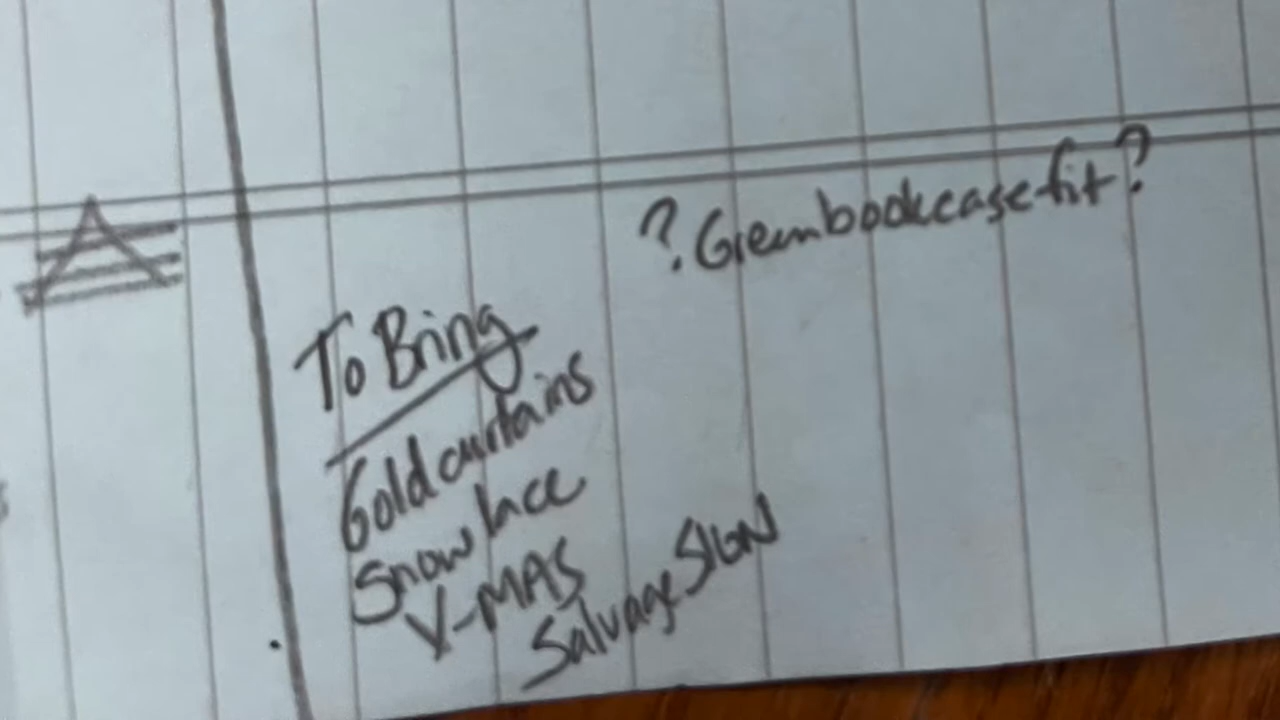 ? Green bookcase fit?
To Bring
Gold curtains
Snow lace
X-MAS
Salvage SIGN